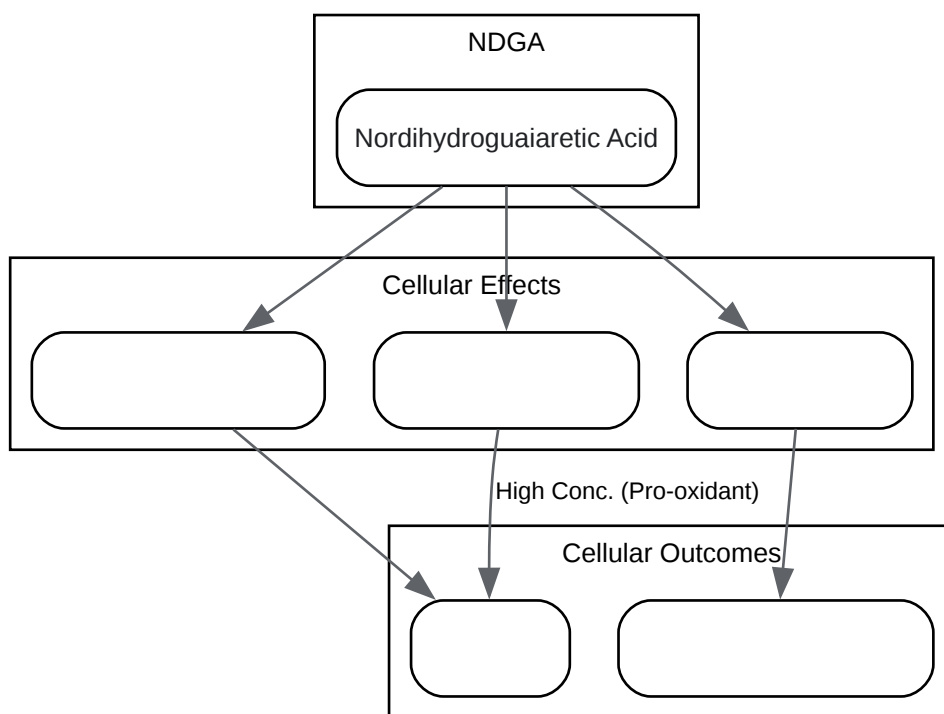 NDGA
Nordihydroguaiaretic Acid
Cellular Effects
High Conc. (Pro-oxidant)
Cellular Outcomes